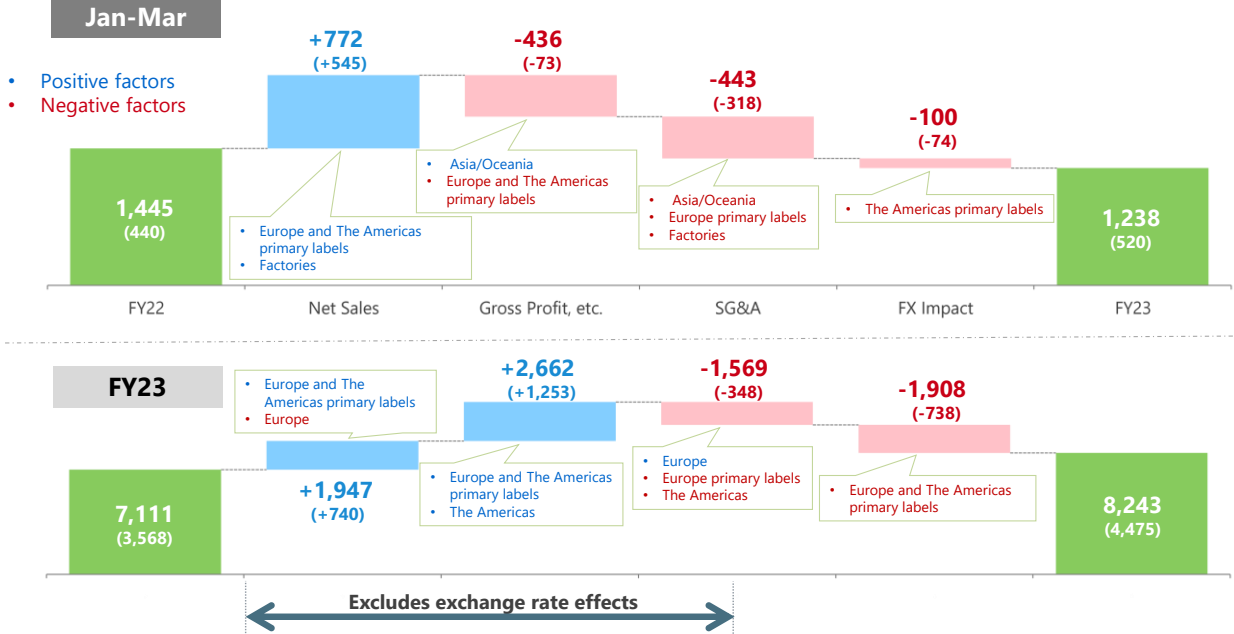 Jan-Mar
• Positive factors
• Negative factors
+772
(+545)
-436
(-73)
-443
(-318)
-100
(-74)
1,445
(440)
• Europe and The Americas
primary labels
• Factories
• Asia/Oceania
• Europe and The Americas
primary labels
• Asia/Oceania
• Europe primary labels
• Factories
• The Americas primary labels
1,238
(520)
FY22
Net Sales
Gross Profit, etc.
SG&A
FX Impact
FY23
FY23
• Europe and The
Americas primary labels
• Europe
+2,662
(+1,253)
-1,569
(-348)
-1,908
(-738)
7,111
(3,568)
+1,947
(+740)
• Europe and The Americas
primary labels
• The Americas
• Europe
• Europe primary labels
• The Americas
• Europe and The Americas
primary labels
8,243
(4,475)
Excludes exchange rate effects